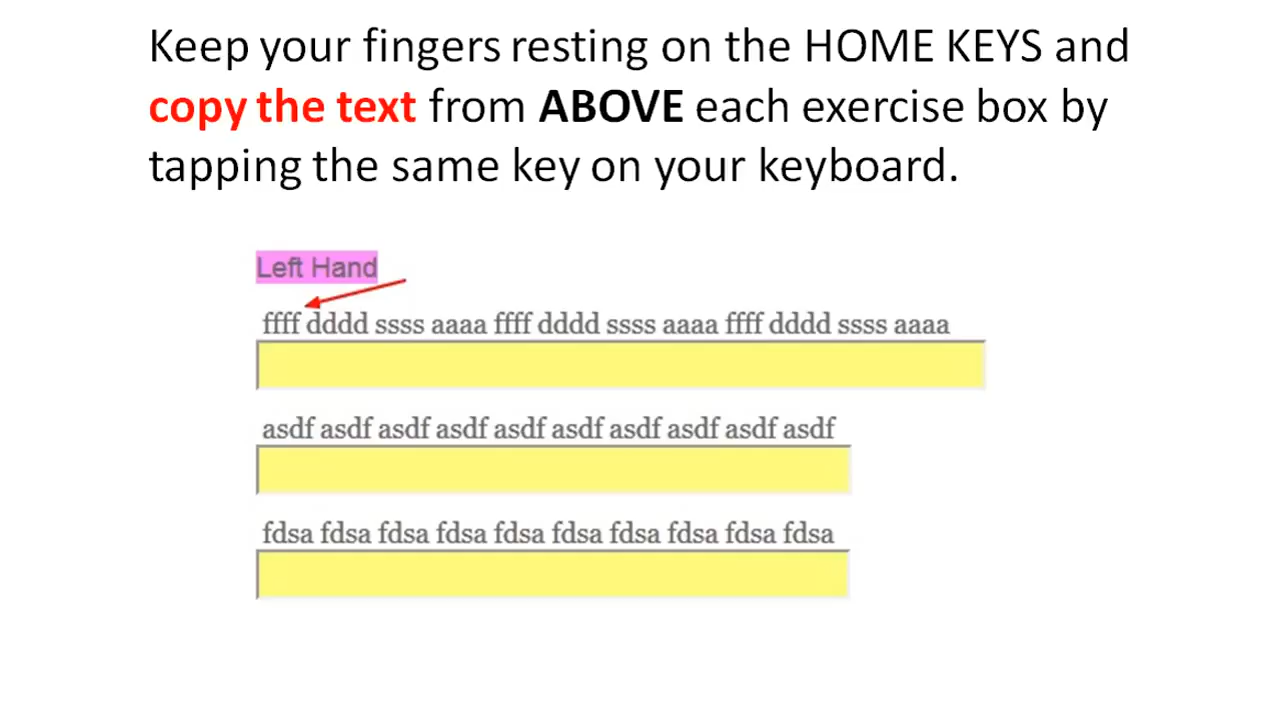 Keep your fingers resting on the HOME KEYS and
copy the text from ABOVE each exercise box by
tapping the same key on your keyboard.
Left Hand
ffff dddd ssss aaaa ffff dddd ssss aaaa ffff dddd ssss aaaa
asdf asdf asdf asdf asdf asdf asdf asdf asdf asdf
fdsa fdsa fdsa fdsa fdsa fdsa fdsa fdsa fdsa fdsa